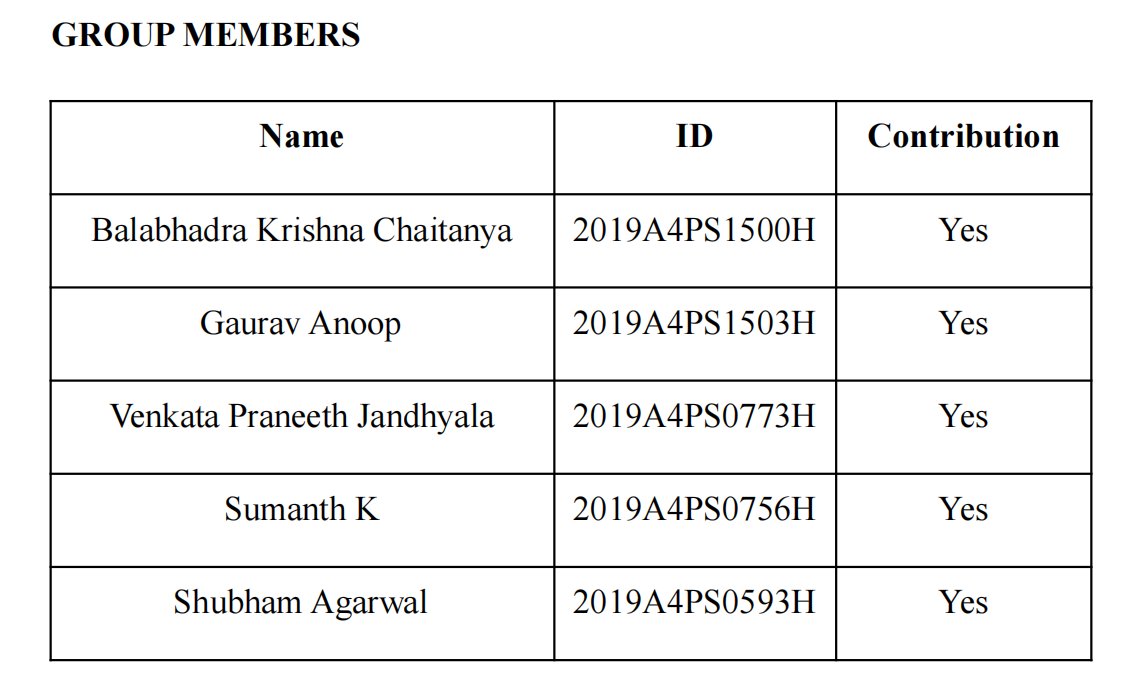 GROUP MEMBERS
Name ID Contribution
Balabhadra Krishna Chaitanya 2019A4PS1500H Yes
Gaurav Anoop 2019A4PS1503H Yes
Venkata Praneeth Jandhyala 2019A4PS0773H Yes
Sumanth K 2019A4PS0756H Yes
Shubham Agarwal 2019A4PS0593H Yes